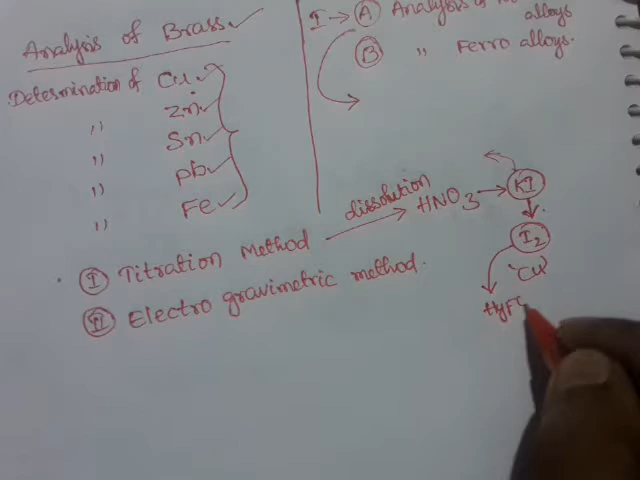 Analysis of Brass
Determination of Cu
" Zn
" Sn
" Pb
" Fe
I → A Analysis of alloys
B " Ferro alloys.
I Titration Method dissolution HNO3 → KI
I2
Cu
II Electro gravimetric method.